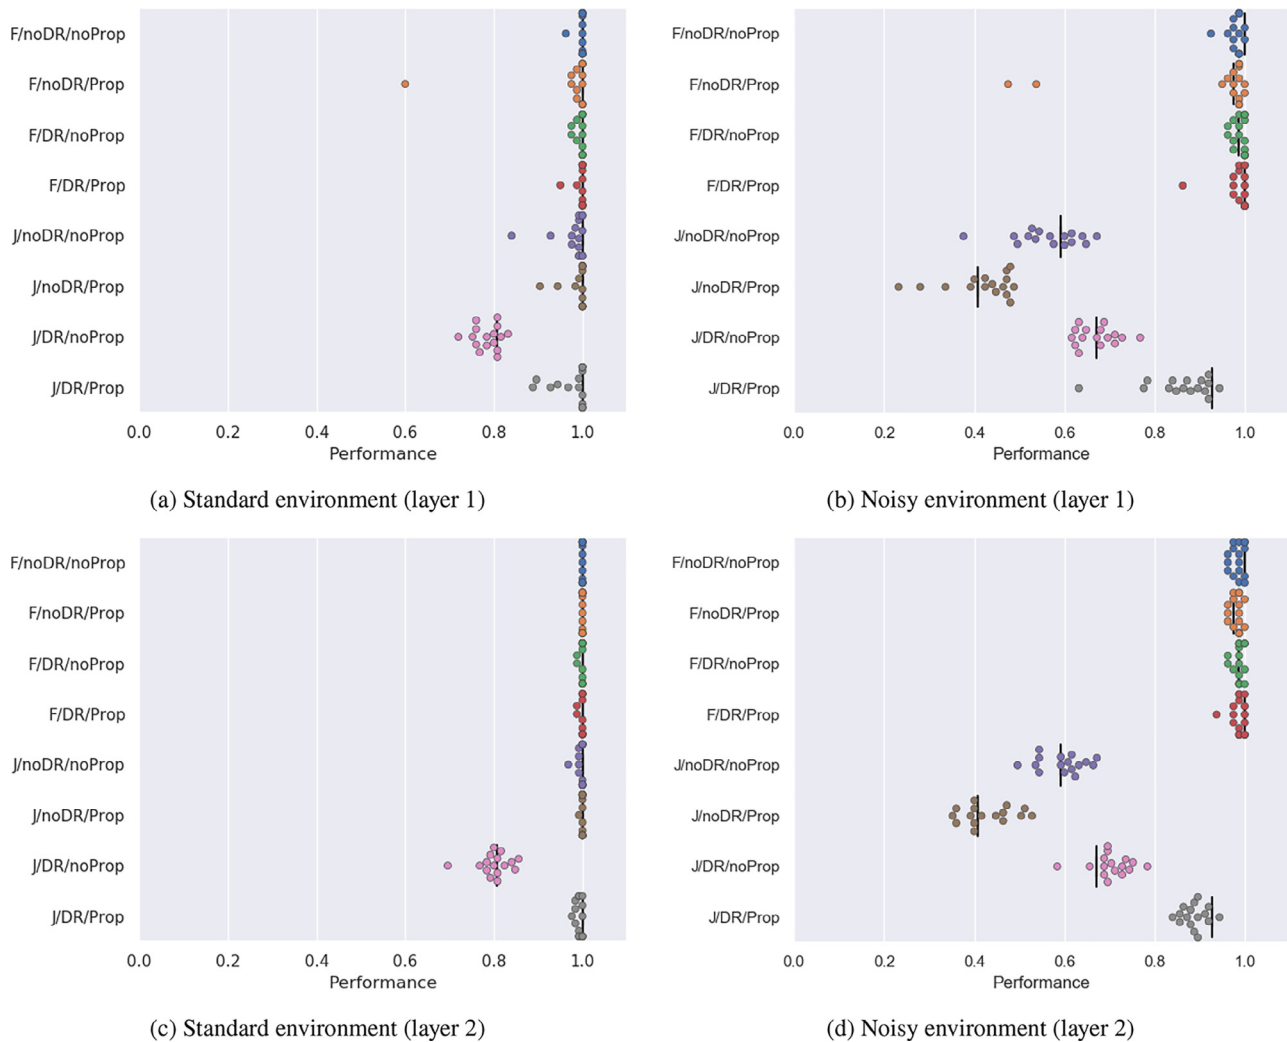 F/noDR/noProp
F/noDR/Prop
F/DR/noProp
F/DR/Prop
J/noDR/noProp
J/noDR/Prop
J/DR/noProp
J/DR/Prop
0.0 0.2 0.4 0.6 0.8 1.0
Performance
(a) Standard environment (layer 1)
F/noDR/noProp
F/noDR/Prop
F/DR/noProp
F/DR/Prop
J/noDR/noProp
J/noDR/Prop
J/DR/noProp
J/DR/Prop
0.0 0.2 0.4 0.6 0.8 1.0
Performance
(b) Noisy environment (layer 1)
F/noDR/noProp
F/noDR/Prop
F/DR/noProp
F/DR/Prop
J/noDR/noProp
J/noDR/Prop
J/DR/noProp
J/DR/Prop
0.0 0.2 0.4 0.6 0.8 1.0
Performance
(c) Standard environment (layer 2)
F/noDR/noProp
F/noDR/Prop
F/DR/noProp
F/DR/Prop
J/noDR/noProp
J/noDR/Prop
J/DR/noProp
J/DR/Prop
0.0 0.2 0.4 0.6 0.8 1.0
Performance
(d) Noisy environment (layer 2)